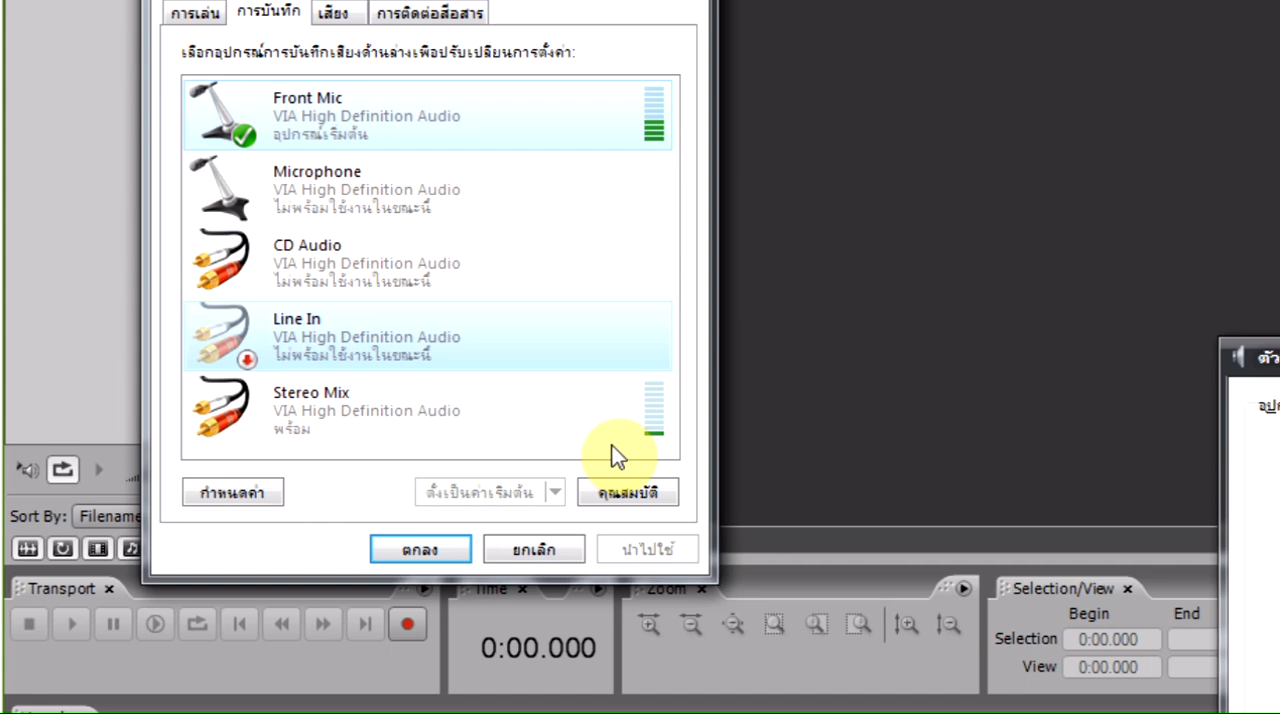 การเล่น การบันทึก เสียง การติดต่อสื่อสาร
เลือกอุปกรณ์การบันทึกเสียงด้านล่างเพื่อปรับเปลี่ยนการตั้งค่า:
Front Mic
VIA High Definition Audio
อุปกรณ์เริ่มต้น
Microphone
VIA High Definition Audio
ไม่พร้อมใช้งานในขณะนี้
CD Audio
VIA High Definition Audio
ไม่พร้อมใช้งานในขณะนี้
Line In
VIA High Definition Audio
ไม่พร้อมใช้งานในขณะนี้
Stereo Mix
VIA High Definition Audio
พร้อม
กำหนดค่า ตั้งเป็นค่าเริ่มต้น คุณสมบัติ
ตกลง ยกเลิก นำไปใช้
Sort By: Filename
Transport Time Zoom Selection/View
Begin End
0:00.000
Selection 0:00.000
View 0:00.000